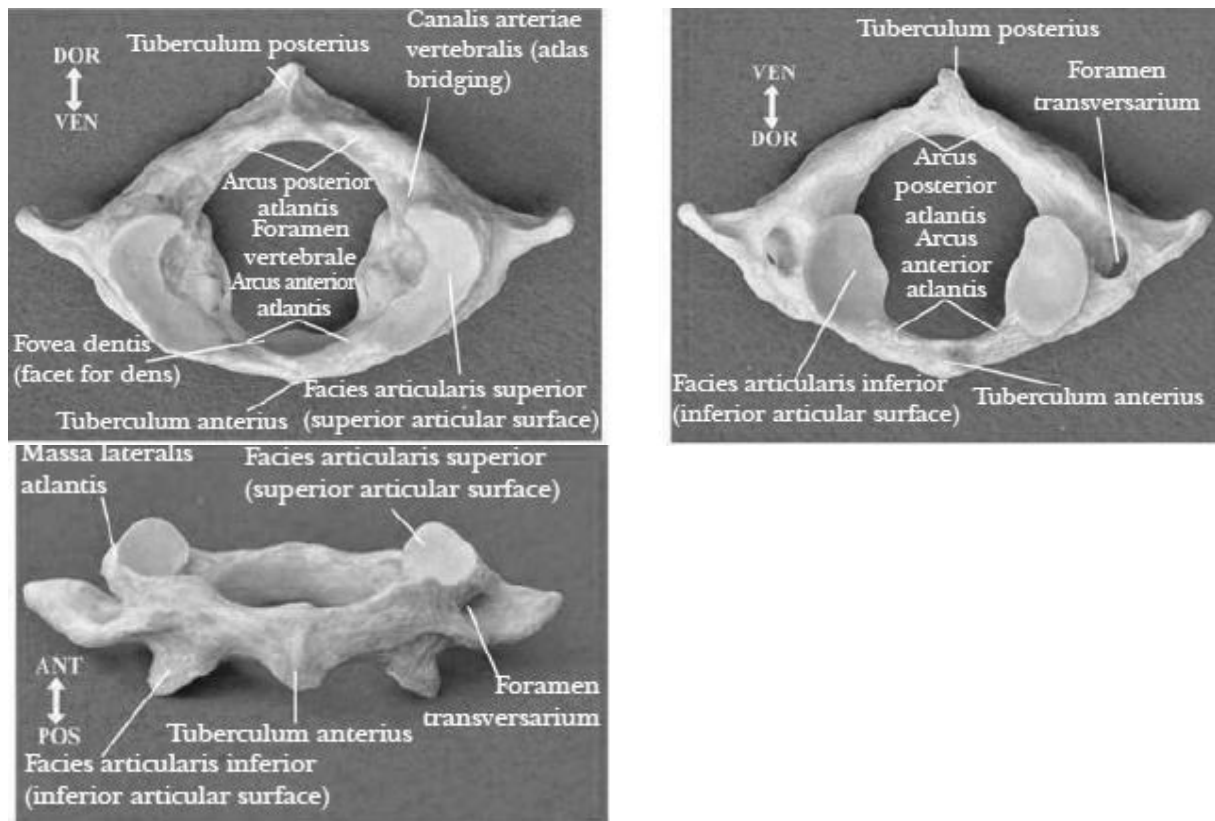 Tuberculum posterius
Canalis arteriae
vertebralis (atlas
bridging)
DOR
VEN
Arcus posterior
atlantis
Foramen
vertebrale
Arcus anterior
atlantis
Fovea dentis
(facet for dens)
Tuberculum anterius
Facies articularis superior
(superior articular surface)
Tuberculum posterius
VEN
DOR
Foramen
transversarium
Arcus
posterior
atlantis
Arcus
anterior
atlantis
Facies articularis inferior
(inferior articular surface)
Tuberculum anterius
Massa lateralis
atlantis
Facies articularis superior
(superior articular surface)
ANT
POS
Foramen
transversarium
Tuberculum anterius
Facies articularis inferior
(inferior articular surface)